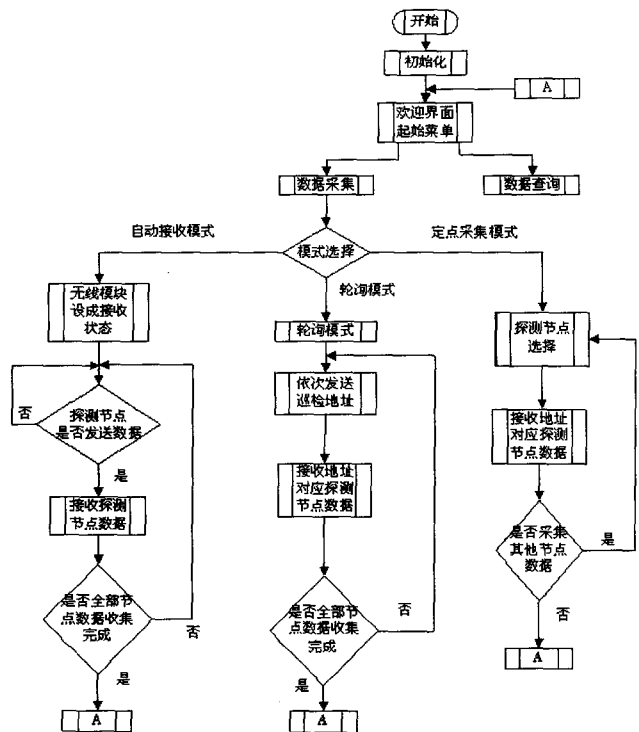 开始
初始化
A
欢迎界面
起始菜单
数据采集
数据查询
自动接收模式
模式选择
定点采集模式
轮询模式
无线模块
设成接收
状态
轮询模式
探测节点
选择
依次发送
巡检地址
否
探测节点
是否发送数据
是
接收地址
对应探测
节点数据
接收地址
对应探测
节点数据
接收探测
节点数据
是否采集
其他节点
数据
是
是否全部节
点数据收集
完成
否
是否全部节
点数据收集
完成
否
否
是
是
A
A
A